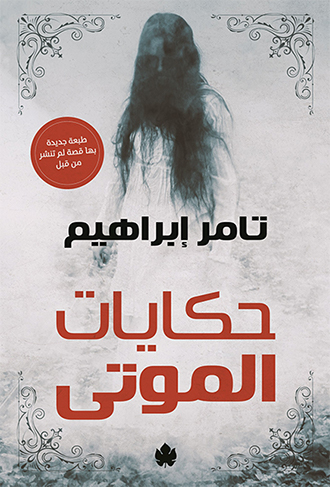 طبعة جديدة
بها قصة لم تنشر
من قبل
تامر إبراهيم
حكايات
الموتى